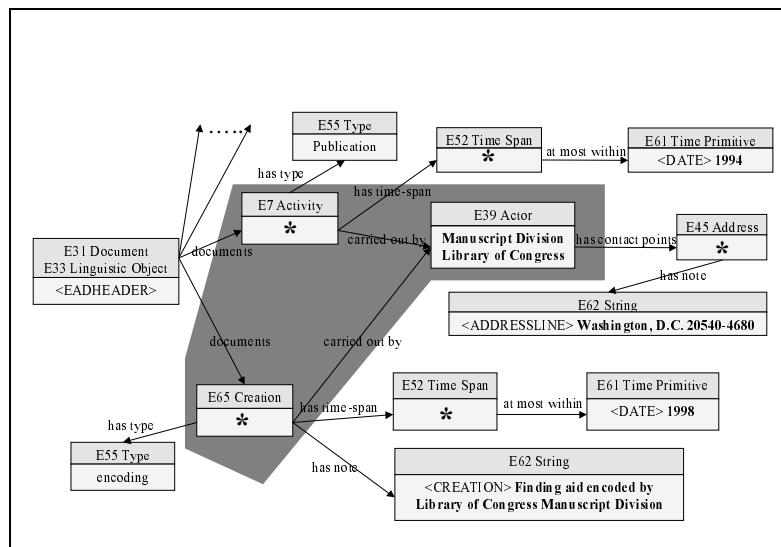 .....
E55 Type
Publication
E52 Time Span
*
E61 Time Primitive
<DATE> 1994
at most within
has type
has time-span
E7 Activity
*
E39 Actor
Manuscript Division
Library of Congress
E45 Address
*
carried out by
has contact points
documents
E31 Document
E33 Linguistic Object
<EADHEADER>
has note
E62 String
<ADDRESSLINE> Washington, D.C. 20540-4680
documents
carried out by
E65 Creation
*
E52 Time Span
*
E61 Time Primitive
<DATE> 1998
has time-span
at most within
has type
E55 Type
encoding
has note
E62 String
<CREATION> Finding aid encoded by
Library of Congress Manuscript Division